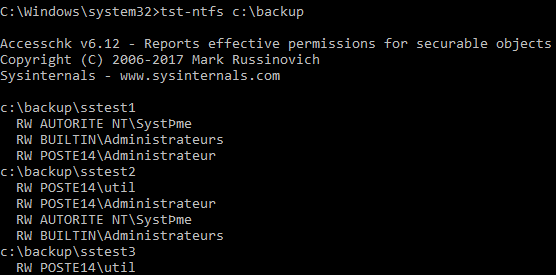 C:\Windows\system32>tst-ntfs c:\backup
Accesschk v6.12 - Reports effective permissions for securable objects
Copyright (C) 2006-2017 Mark Russinovich
Sysinternals - www.sysinternals.com
c:\backup\sstest1
RW AUTORITE NT\SystÞme
RW BUILTIN\Administrateurs
RW POSTE14\Administrateur
c:\backup\sstest2
RW POSTE14\util
RW POSTE14\Administrateur
RW AUTORITE NT\SystÞme
RW BUILTIN\Administrateurs
c:\backup\sstest3
RW POSTE14\util